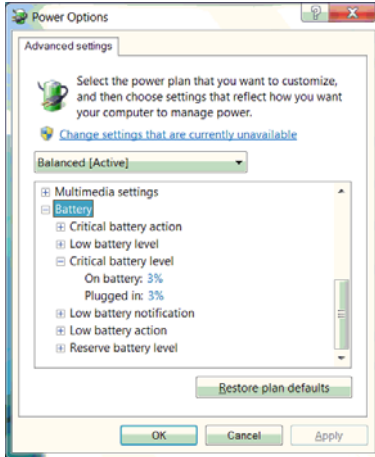 Power Options
Advanced settings
Select the power plan that you want to customize,
and then choose settings that reflect how you want
your computer to manage power.
Change settings that are currently unavailable
Balanced [Active]
Multimedia settings
Battery
Critical battery action
Low battery level
Critical battery level
On battery: 3%
Plugged in: 3%
Low battery notification
Low battery action
Reserve battery level
Restore plan defaults
OK Cancel Apply